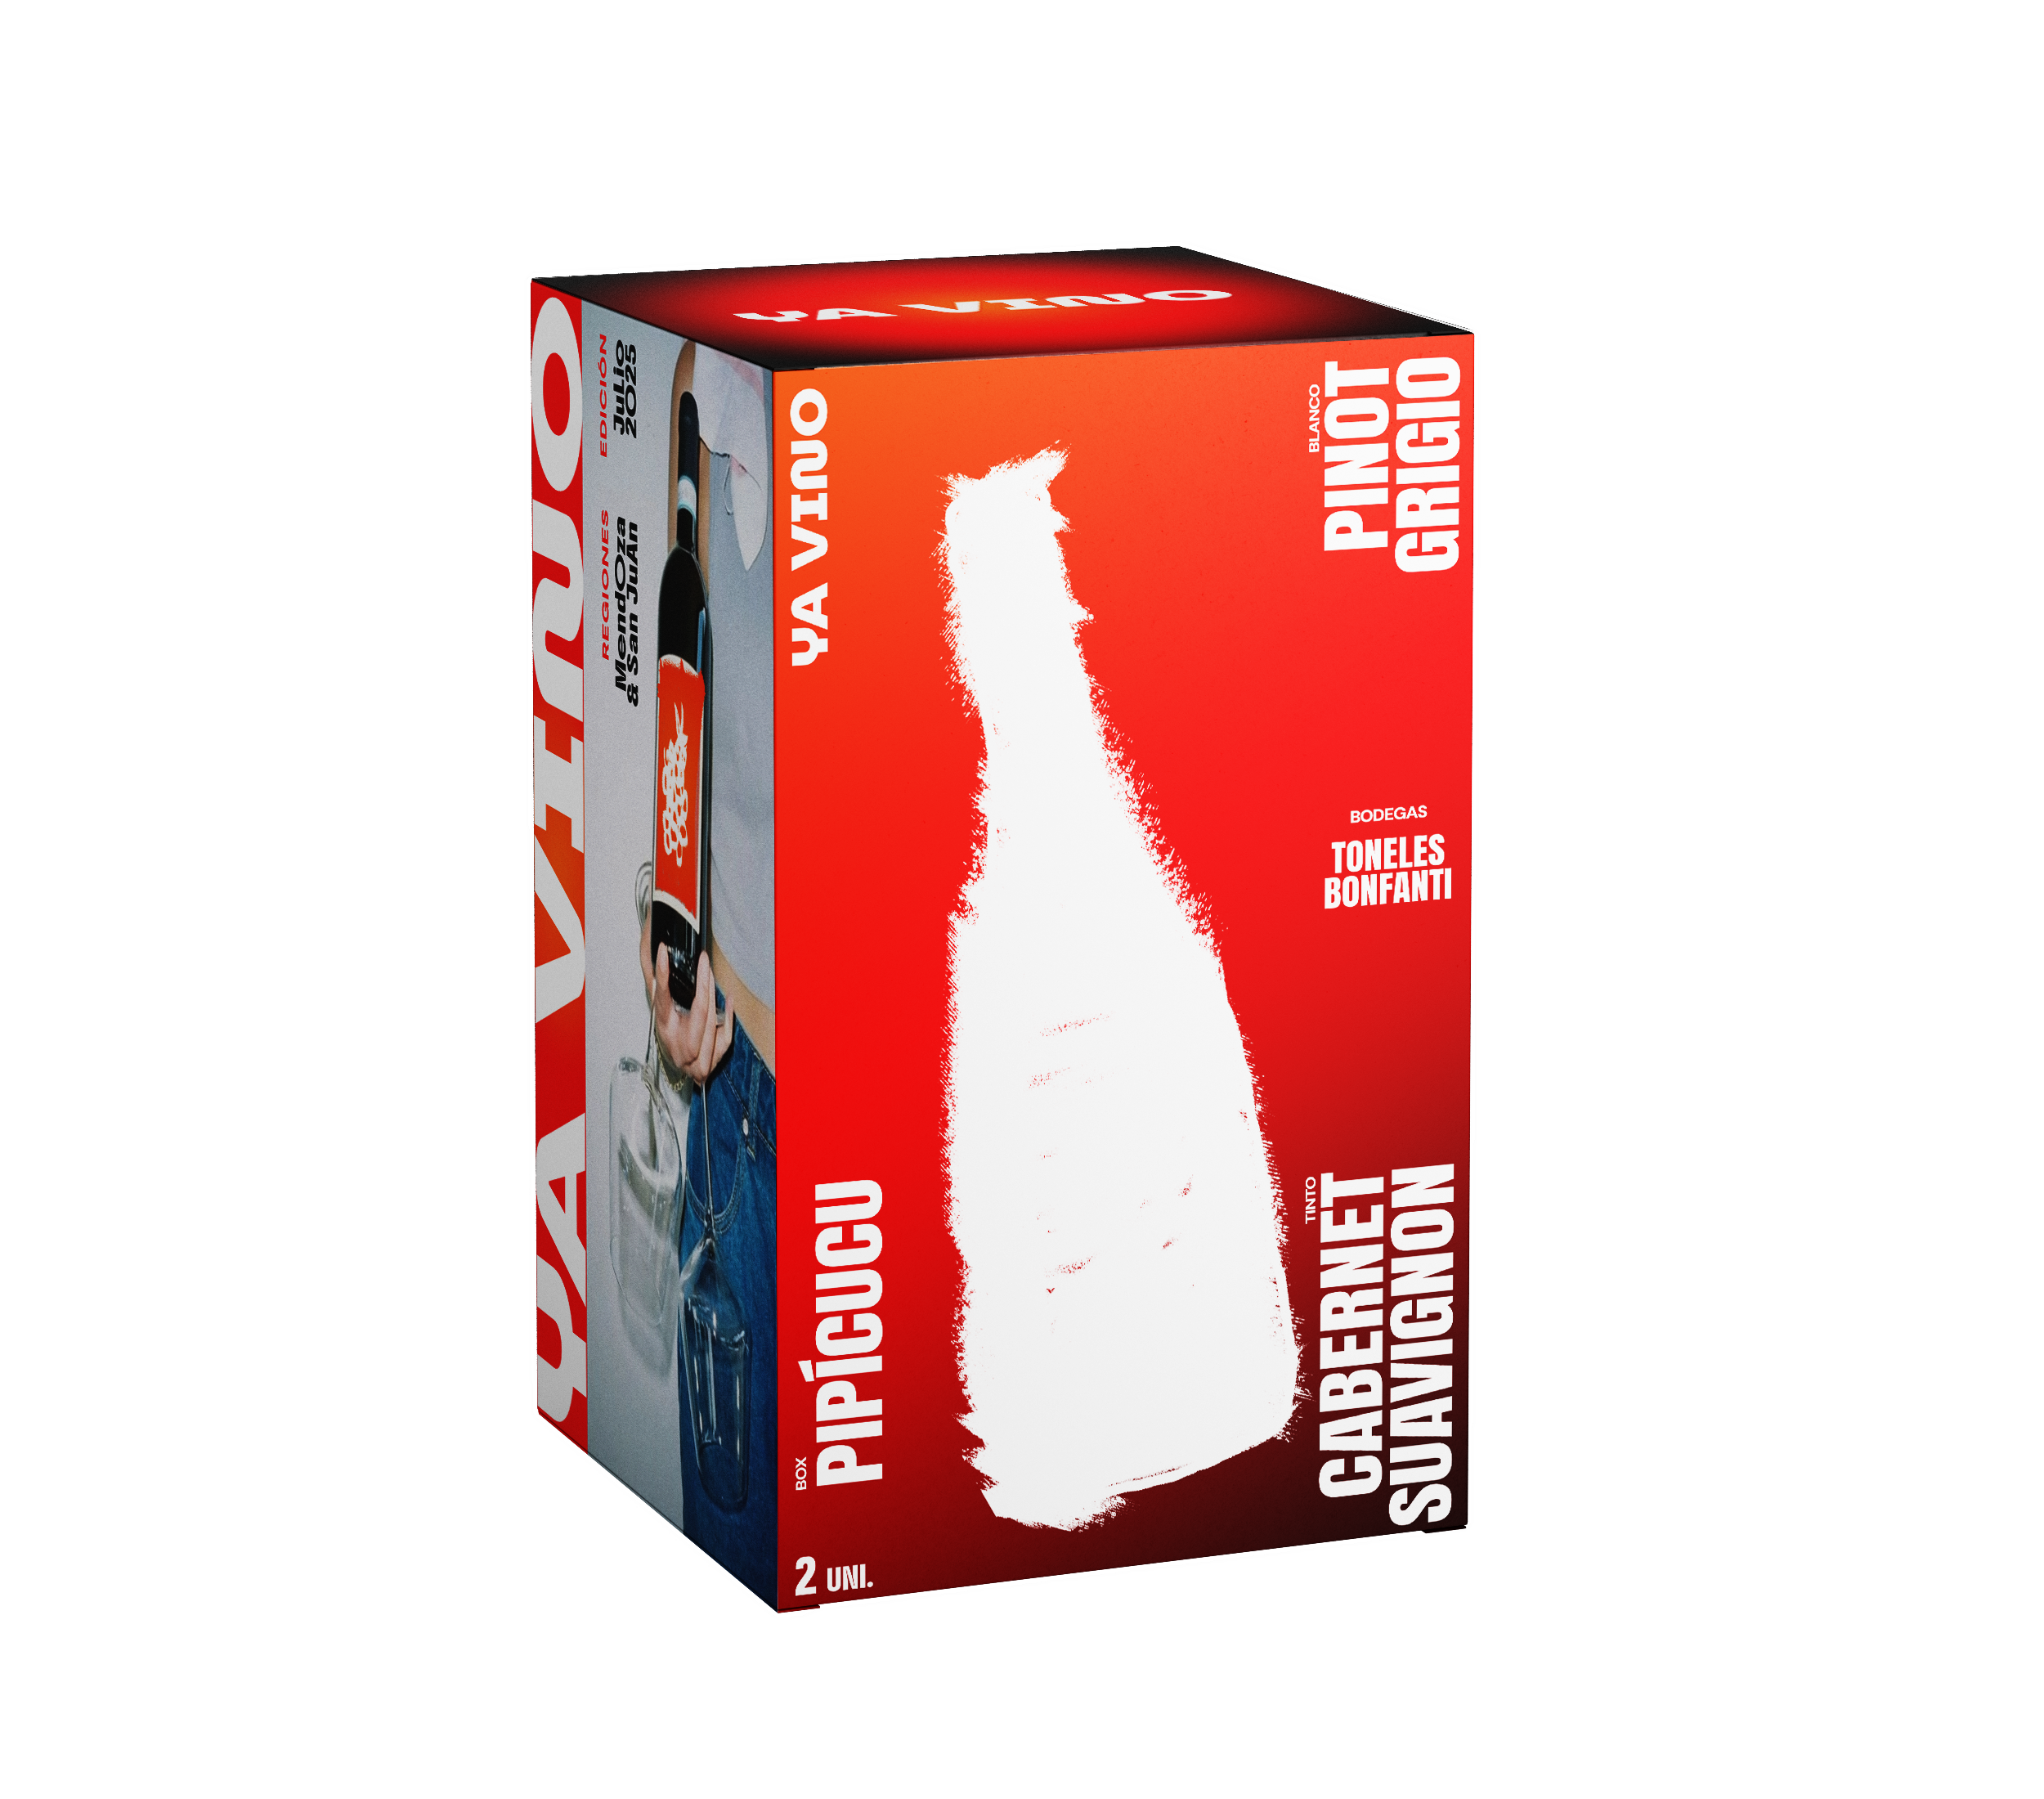 YA VINO
YA VINO
EDICIÓN
JuLiO
2025
REGIONES
MendOza
& San JuAn
YA VINO
BLANCO
PINOT
GRIGIO
BODEGAS
TONELES
BONFANTI
BOX
PIPÍCUCU
TINTO
CABERNET
SUAVIGNON
2 UNI.